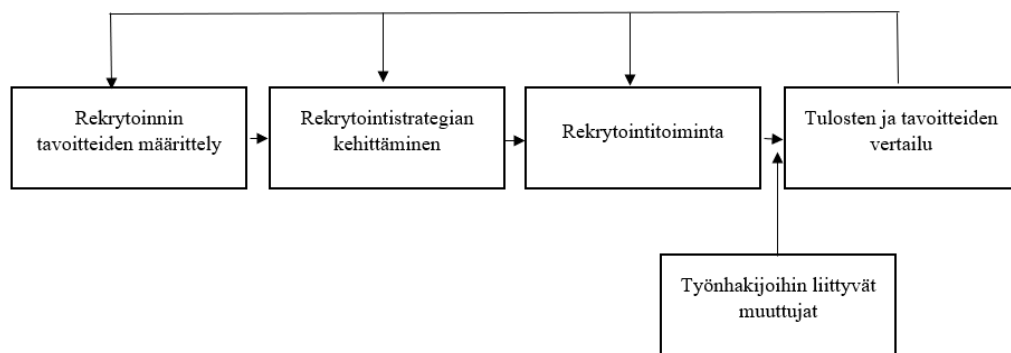 Rekrytoinnin
tavoitteiden määrittely
Rekrytointistrategian
kehittäminen
Rekrytointitoiminta
Tulosten ja tavoitteiden
vertailu
Työnhakijoihin liittyvät
muuttujat